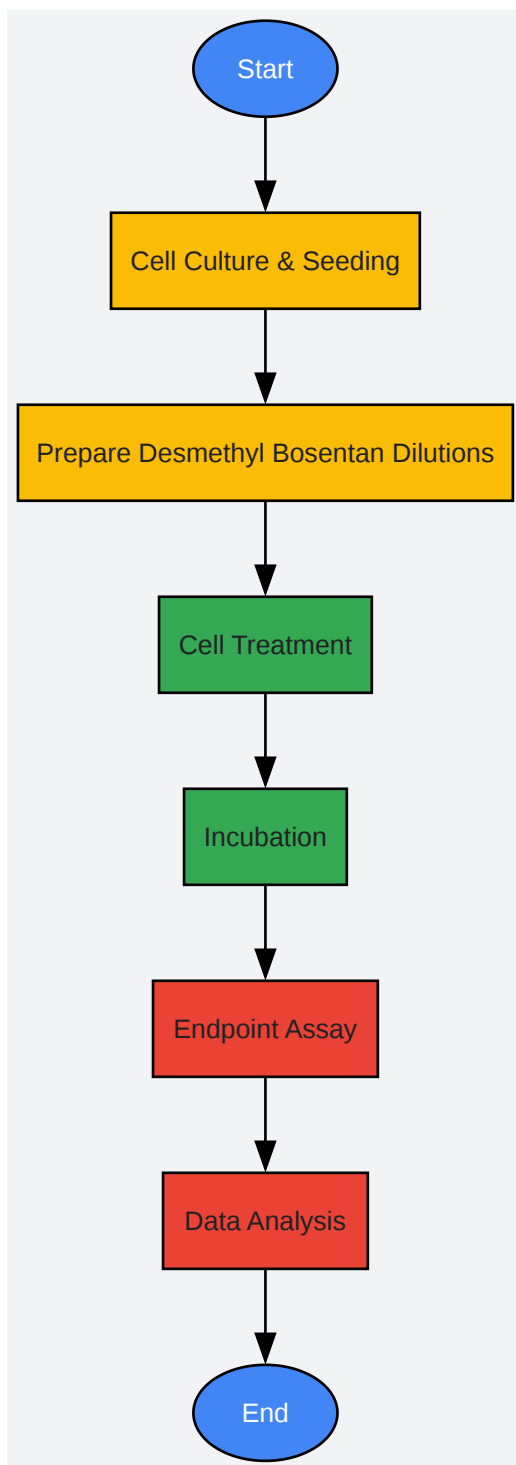 Start
Cell Culture & Seeding
Prepare Desmethyl Bosentan Dilutions
Cell Treatment
Incubation
Endpoint Assay
Data Analysis
End